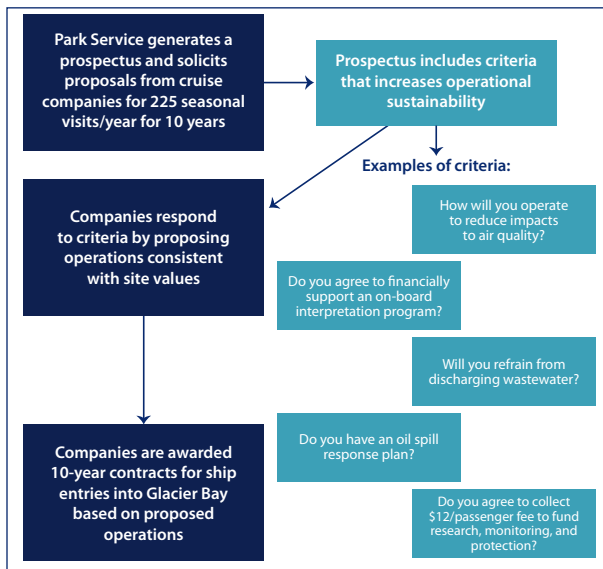 Park Service generates a
prospectus and solicits
proposals from cruise
companies for 225 seasonal
visits/year for 10 years
Prospectus includes criteria
that increases operational
sustainability
Examples of criteria:
How will you operate
to reduce impacts
to air quality?
Companies respond
to criteria by proposing
operations consistent
with site values
Do you agree to financially
support an on-board
interpretation program?
Will you refrain from
discharging wastewater?
Do you have an oil spill
response plan?
Companies are awarded
10-year contracts for ship
entries into Glacier Bay
based on proposed
operations
Do you agree to collect
$12/passenger fee to fund
research, monitoring, and
protection?